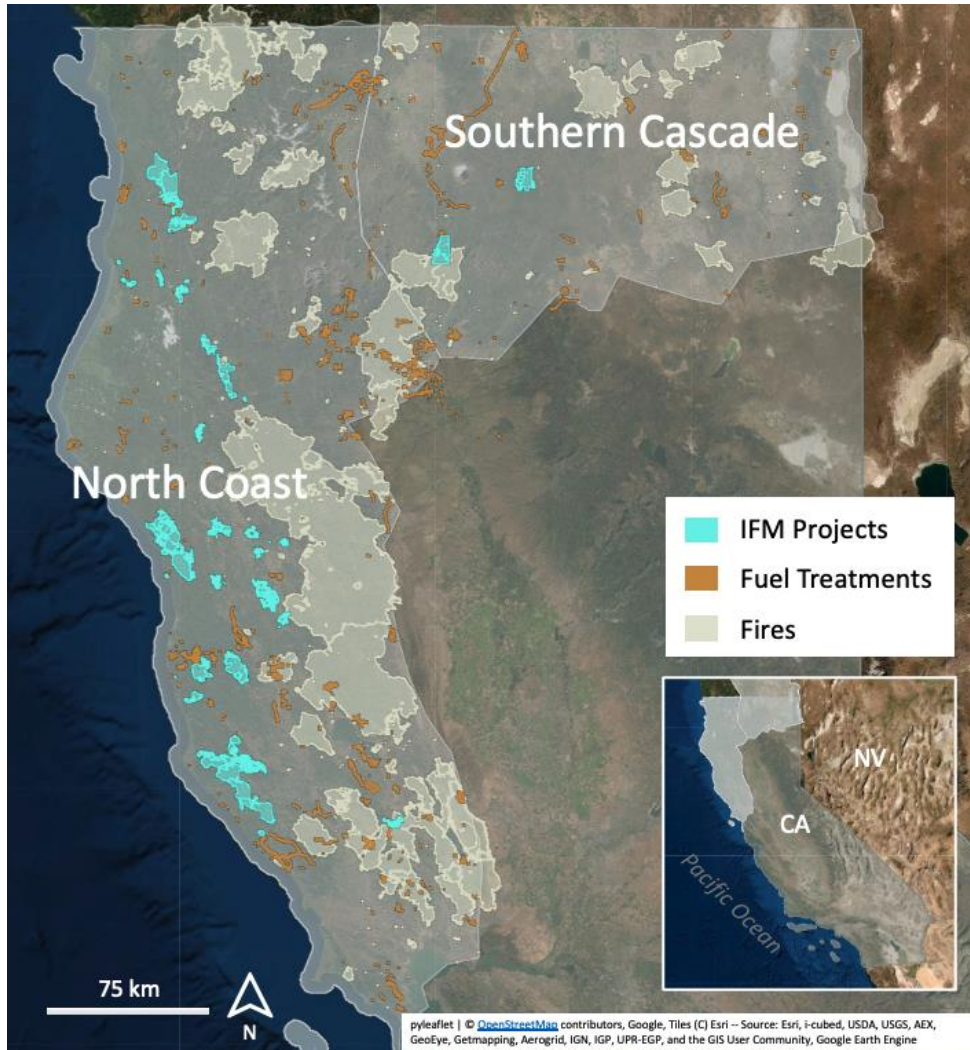 Southern Cascade
North Coast
IFM Projects
Fuel Treatments
Fires
NV
CA
Pacific Ocean
75 km
N
pyleaflet | © OpenStreetMap contributors, Google, Tiles (C) Esri -- Source: Esri, i-cubed, USDA, USGS, AEX,
GeoEye, Getmapping, Aerogrid, IGN, IGP, UPR-EGP, and the GIS User Community, Google Earth Engine